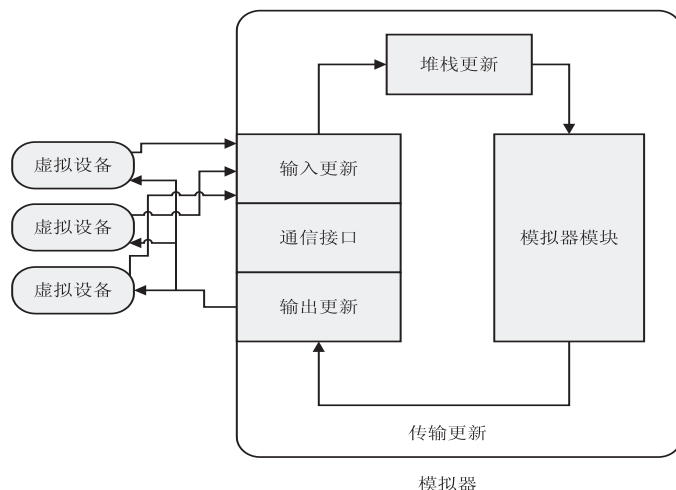 堆栈更新
虚拟设备
输入更新
虚拟设备
通信接口
模拟器模块
虚拟设备
输出更新
传输更新
模拟器